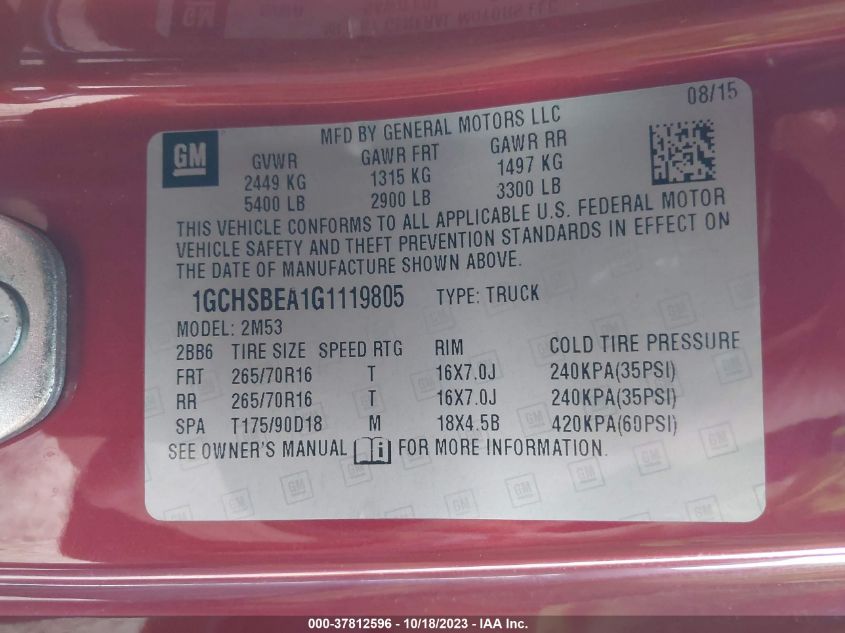 08/15
MFD BY GENERAL MOTORS LLC
GM
GVWR GAWR FRT GAWR RR
2449 KG 1315 KG 1497 KG
5400 LB 2900 LB 3300 LB
THIS VEHICLE CONFORMS TO ALL APPLICABLE U.S. FEDERAL MOTOR
VEHICLE SAFETY AND THEFT PREVENTION STANDARDS IN EFFECT ON
THE DATE OF MANUFACTURE SHOWN ABOVE.
1GCHSBEA1G1119805 TYPE: TRUCK
MODEL: 2M53
2BB6 TIRE SIZE SPEED RTG RIM COLD TIRE PRESSURE
FRT 265/70R16 T 16X7.0J 240KPA(35PSI)
RR 265/70R16 T 16X7.0J 240KPA(35PSI)
SPA T175/90D18 M 18X4.5B 420KPA(60PSI)
SEE OWNER'S MANUAL i FOR MORE INFORMATION.
000-37812596 - 10/18/2023 - IAA Inc.